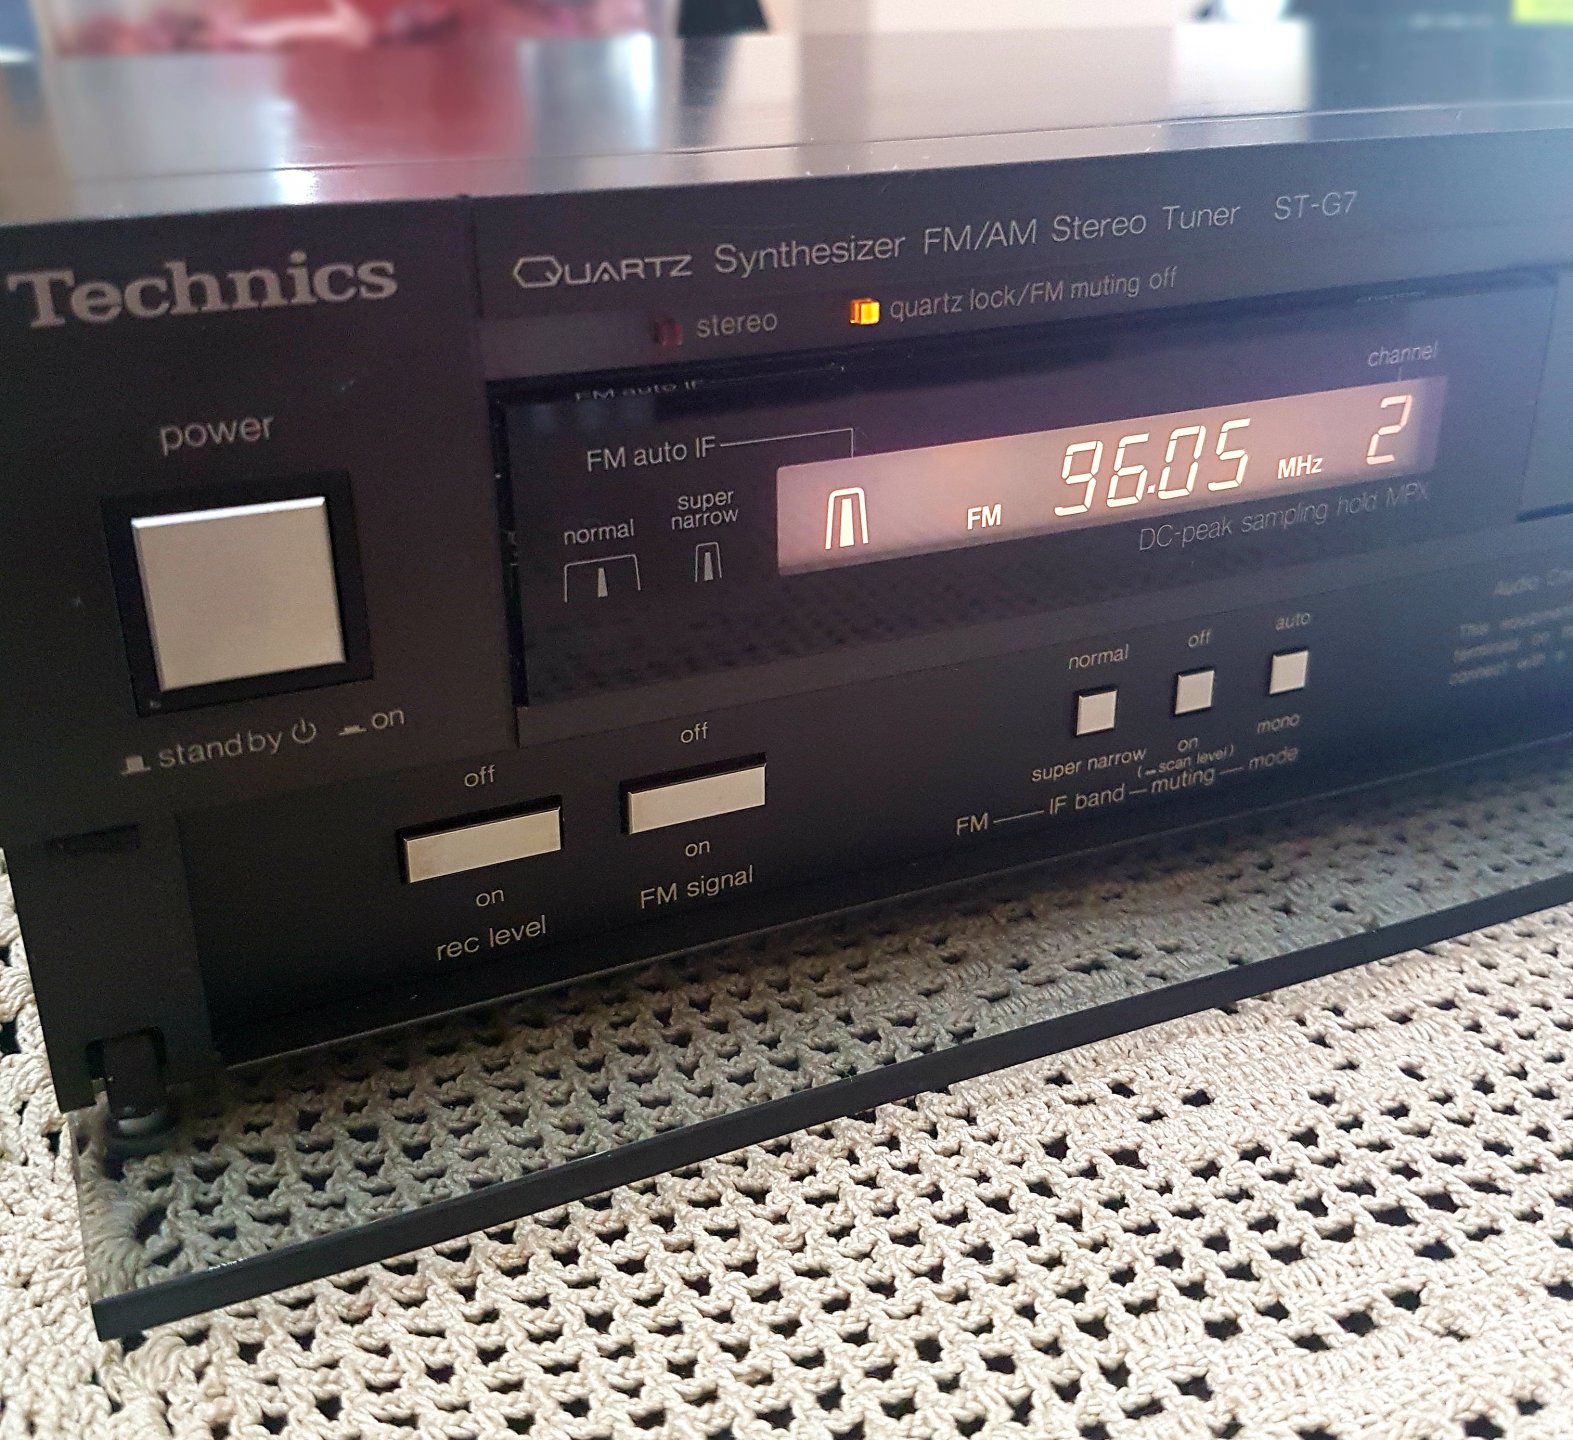 Technics
QUARTZ Synthesizer FM/AM Stereo Tuner ST-G7
stereo
quartz lock/FM muting off
channel
power
FM auto IF
normal
super
narrow
FM 96.05 MHz 2
DC-peak sampling hold MPX
standby on
off
on
rec level
off
on
FM signal
normal
off
auto
super narrow
on
(scan level)
mono
FM IF band muting mode